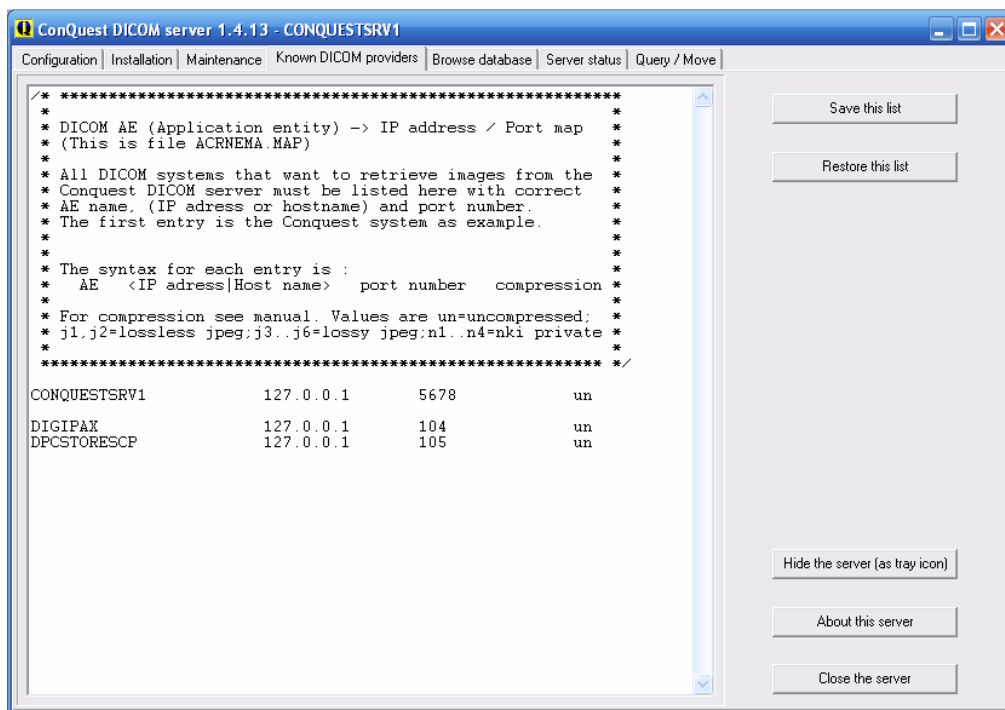 ConQuest DICOM server 1.4.13 - CONQUESTSRV1
Configuration Installation Maintenance Known DICOM providers Browse database Server status Query / Move
/* **********************************************************
* *
* DICOM AE (Application entity) -> IP address / Port map *
* (This is file ACRNEMA.MAP) *
* *
* All DICOM systems that want to retrieve images from the *
* Conquest DICOM server must be listed here with correct *
* AE name, (IP adress or hostname) and port number. *
* The first entry is the Conquest system as example. *
* *
* *
* The syntax for each entry is : *
* AE <IP adress|Host name> port number compression *
* *
* For compression see manual. Values are un=uncompressed; *
* j1,j2=lossless jpeg;j3..j6=lossy jpeg;n1..n4=nki private *
* *
********************************************************** */
CONQUESTSRV1 127.0.0.1 5678 un
DIGIPAX 127.0.0.1 104 un
DPCSTORESCP 127.0.0.1 105 un
Save this list
Restore this list
Hide the server (as tray icon)
About this server
Close the server